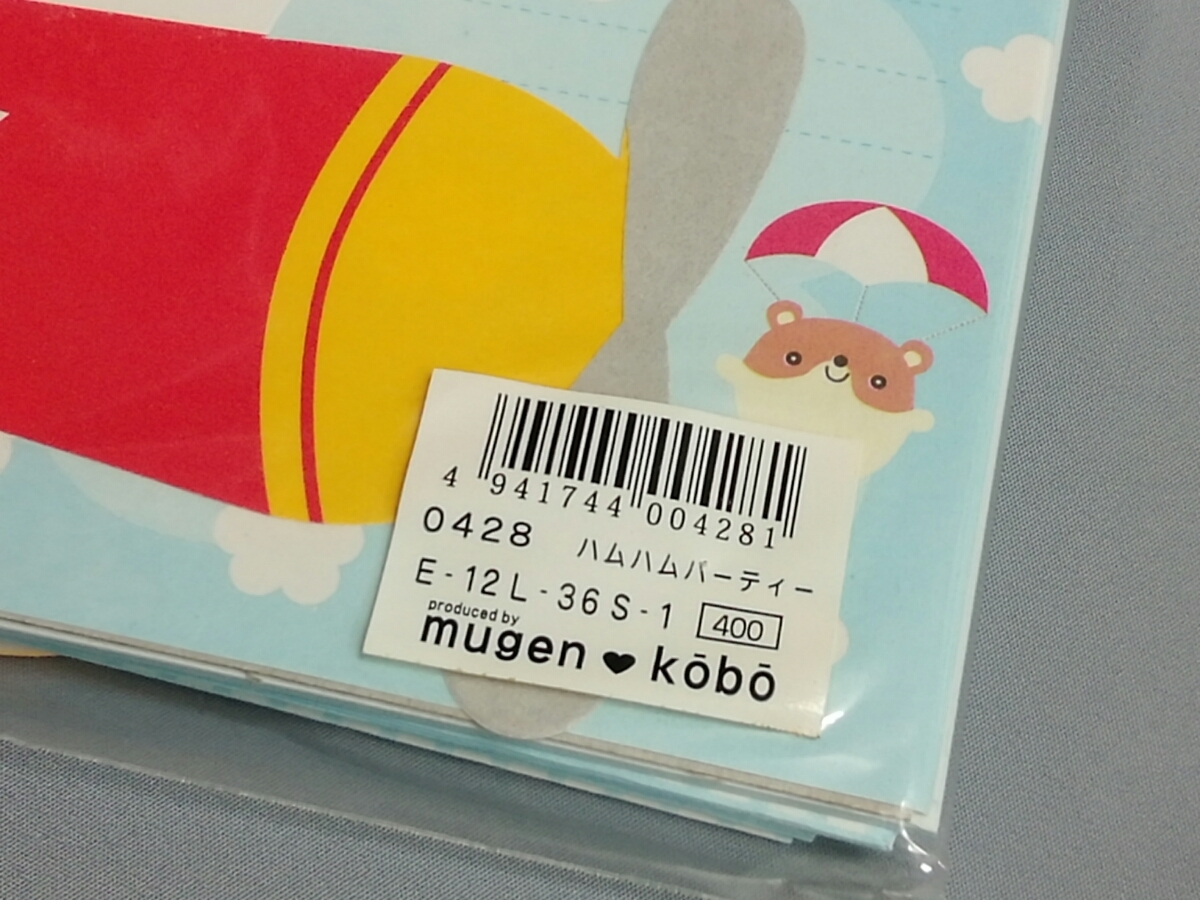 4 941744 004281
0428 ハムハムパーティー
E-12L-36S-1 400
produced by
mugen♥kōbō